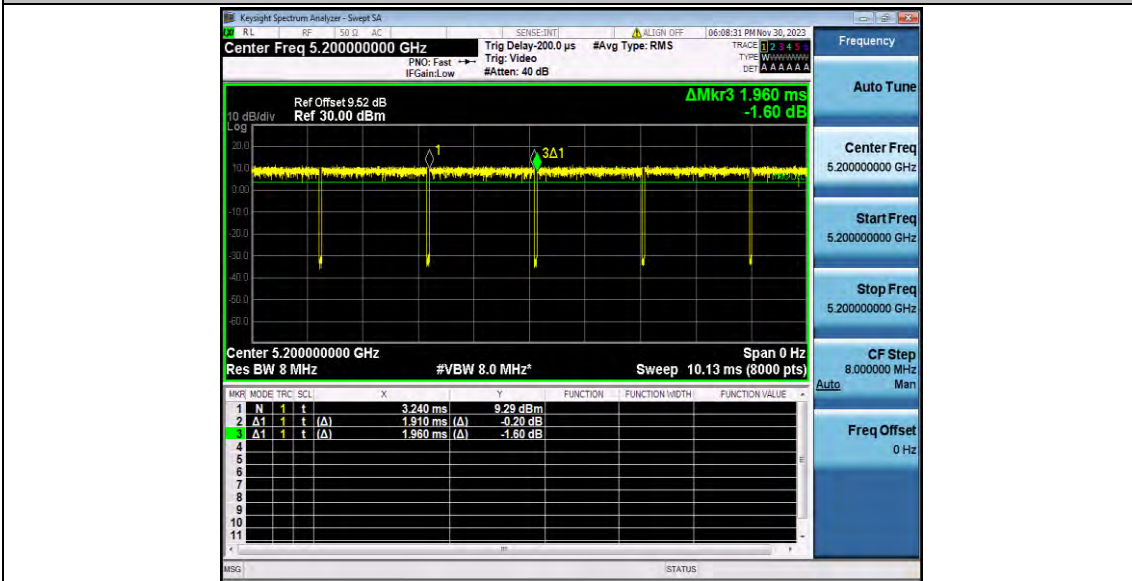 Keysight Spectrum Analyzer - Swept SA
RL RF 50 Ω AC SENSE:INT ALIGN OFF 06:08:31 PM Nov 30, 2023
Center Freq 5.200000000 GHz
PNO: Fast
IFGain:Low
Trig Delay-200.0 µs
Trig: Video
#Atten: 40 dB
#Avg Type: RMS
TRACE 1 2 3 4 5 6
TYPE W
DET A A A A A A
ΔMkr3 1.960 ms
-1.60 dB
Ref Offset 9.52 dB
10 dB/div Ref 30.00 dBm
Log
20.0
10.0
0.00
-10.0
-20.0
-30.0
-40.0
-50.0
-60.0
1
3Δ1
Center 5.200000000 GHz Span 0 Hz
Res BW 8 MHz #VBW 8.0 MHz* Sweep 10.13 ms (8000 pts)
MKR MODE TRC SCL X Y FUNCTION FUNCTION WIDTH FUNCTION VALUE
1 N 1 t 3.240 ms 9.29 dBm
2 Δ1 1 t (Δ) 1.910 ms (Δ) -0.20 dB
3 Δ1 1 t (Δ) 1.960 ms (Δ) -1.60 dB
4
5
6
7
8
9
10
11
MSG STATUS
Frequency
Auto Tune
Center Freq
5.200000000 GHz
Start Freq
5.200000000 GHz
Stop Freq
5.200000000 GHz
CF Step
8.000000 MHz
Auto Man
Freq Offset
0 Hz